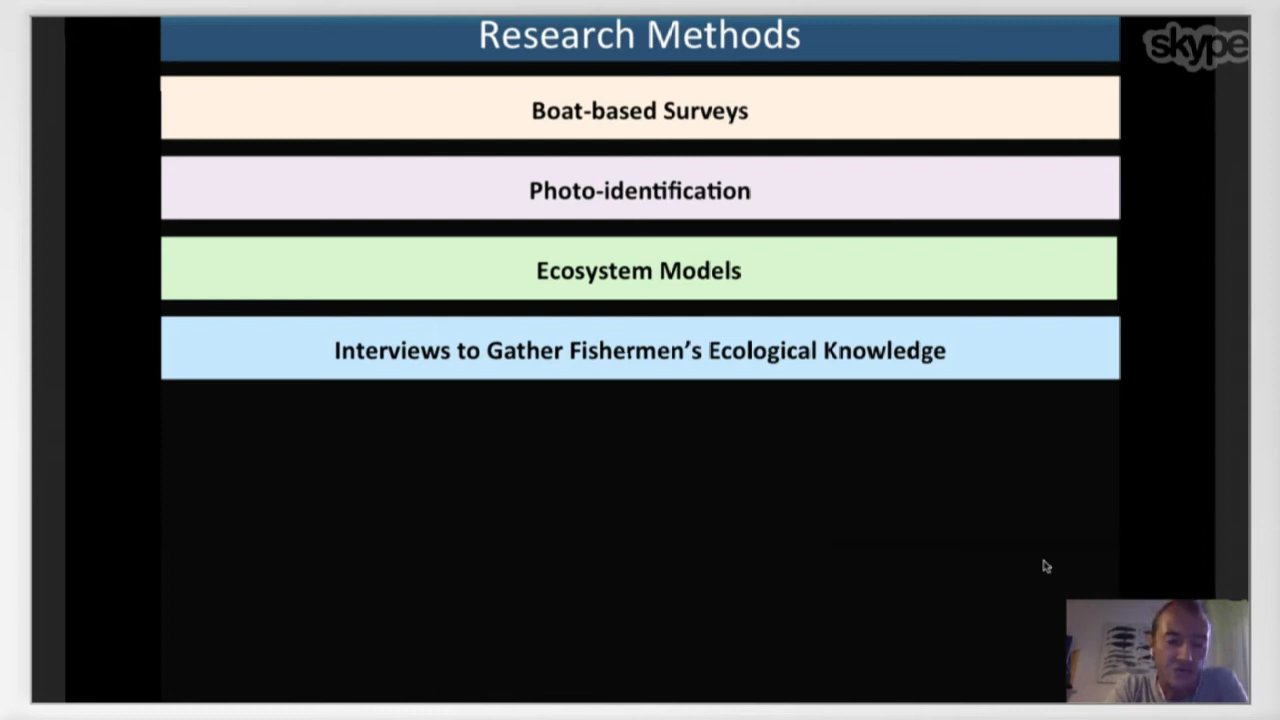 Research Methods
skype
Boat-based Surveys
Photo-identification
Ecosystem Models
Interviews to Gather Fishermen’s Ecological Knowledge